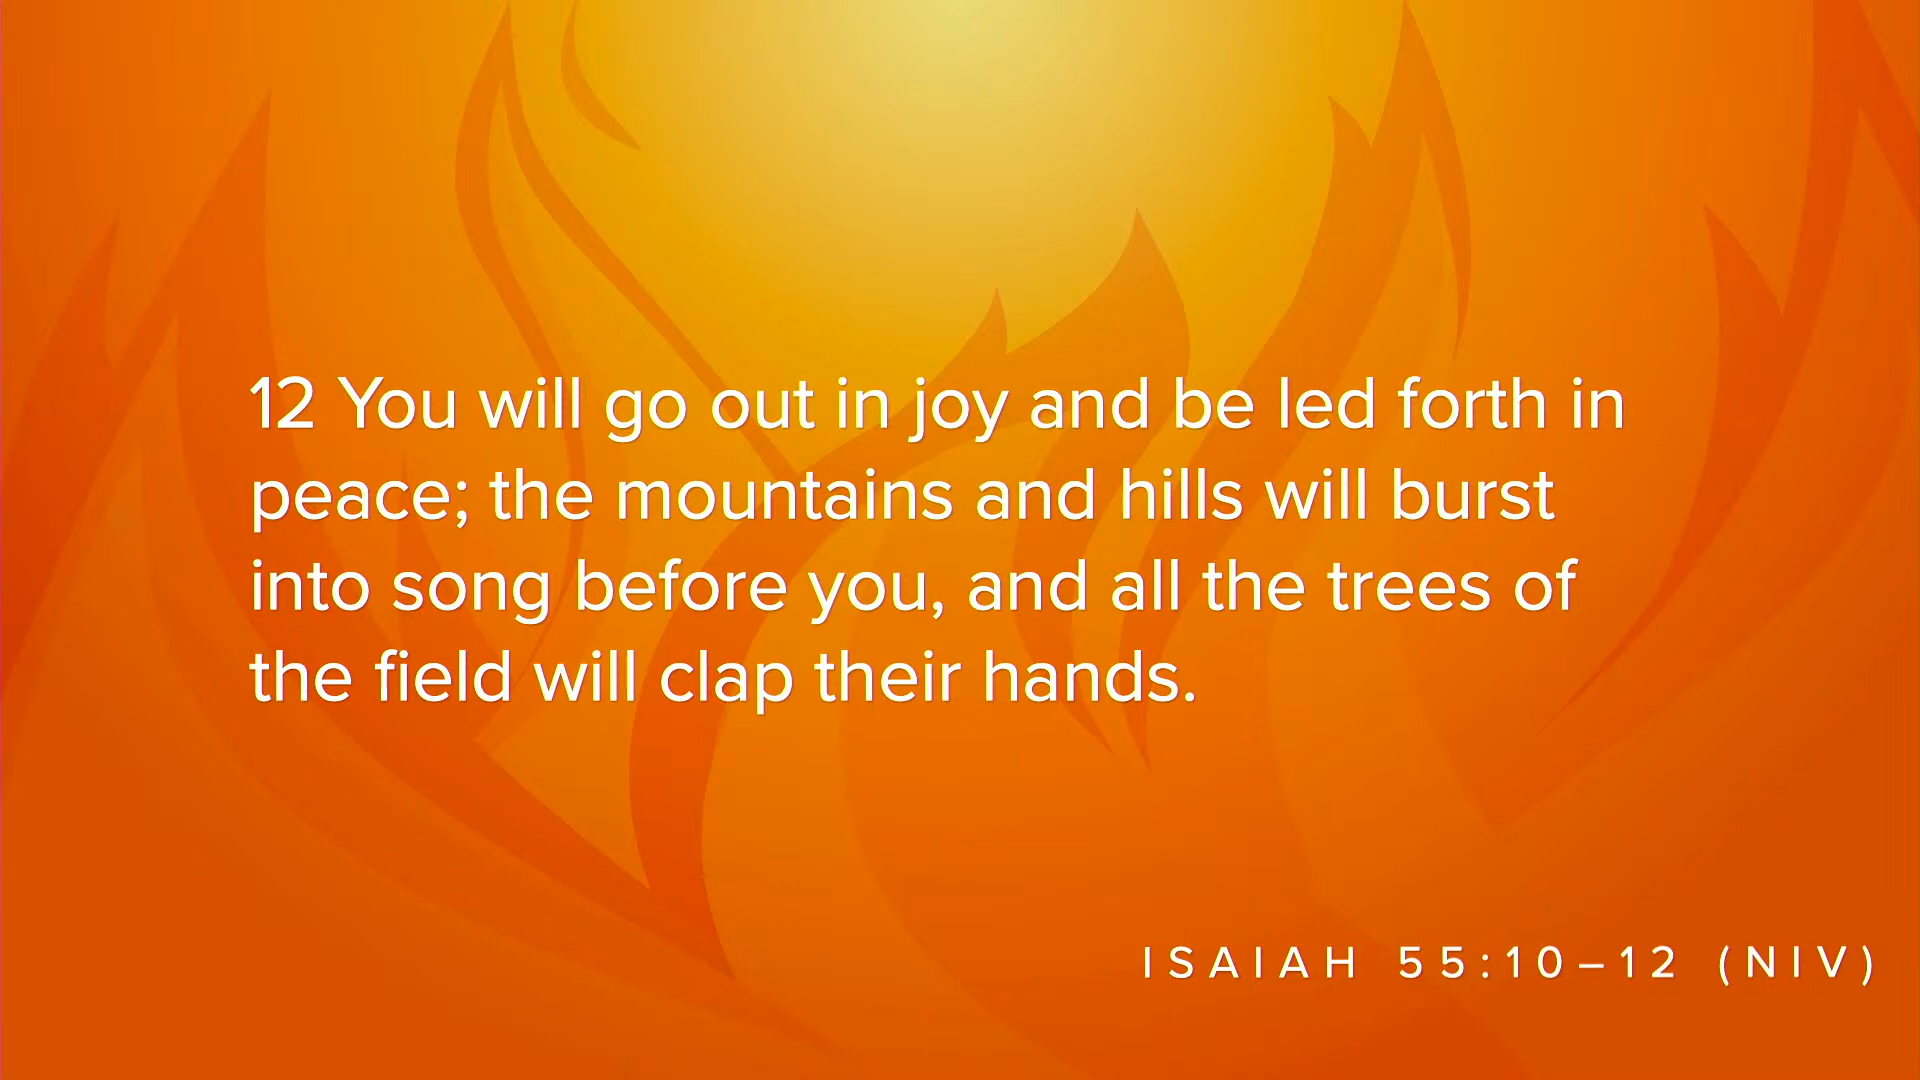 12 You will go out in joy and be led forth in
peace; the mountains and hills will burst
into song before you, and all the trees of
the field will clap their hands.
ISAIAH 55:10–12 (NIV)